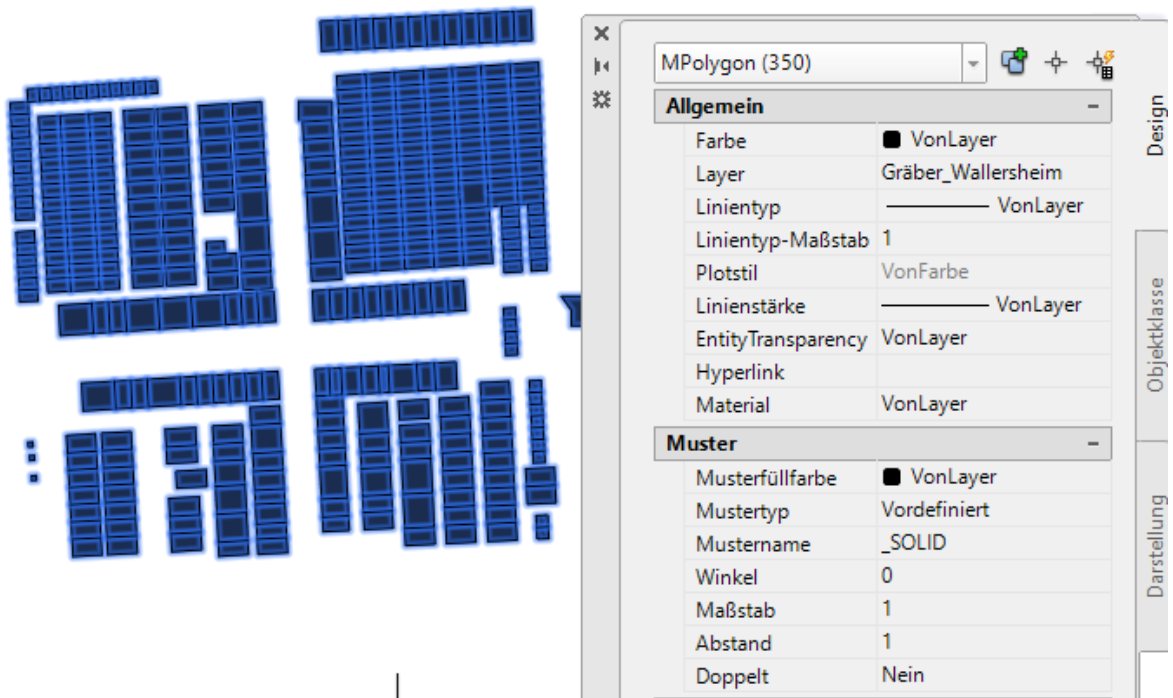 MPolygon (350)
Allgemein
Farbe VonLayer
Layer Gräber_Wallersheim
Linientyp VonLayer
Linientyp-Maßstab 1
Plotstil VonFarbe
Linienstärke VonLayer
EntityTransparency VonLayer
Hyperlink
Material VonLayer
Muster
Musterfüllfarbe VonLayer
Mustertyp Vordefiniert
Mustername _SOLID
Winkel 0
Maßstab 1
Abstand 1
Doppelt Nein
Design
Objektklasse
Darstellung